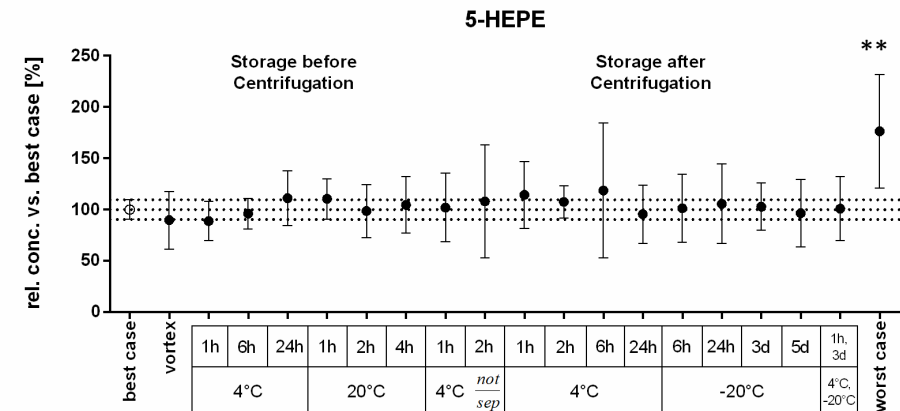 5-HEPE
**
rel. conc. vs. best case [%]
250
200
150
100
50
0
Storage before
Centrifugation
Storage after
Centrifugation
best case
vortex
1h 6h 24h 1h 2h 4h 1h 2h 1h 2h 6h 24h 6h 24h 3d 5d 1h,
3d
4°C 20°C 4°C not
sep 4°C -20°C 4°C,
-20°C
worst case